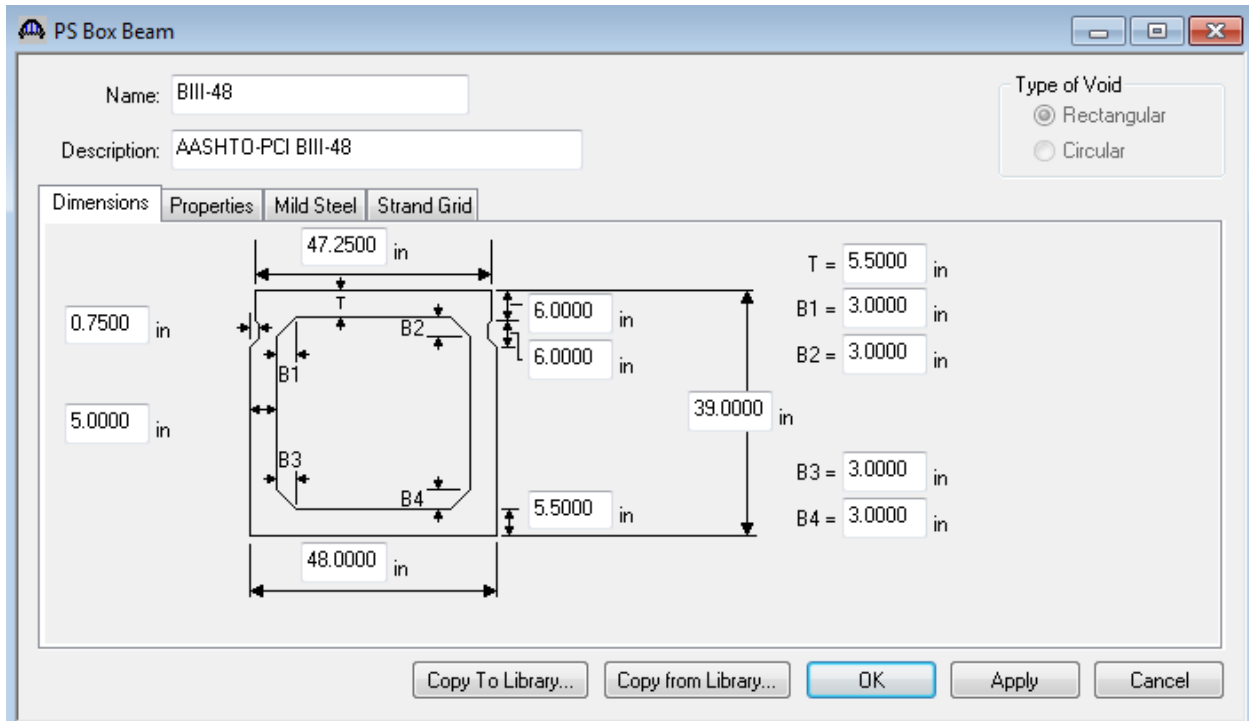 PS Box Beam
Name: BIII-48
Description: AASHTO-PCI BIII-48
Type of Void
Rectangular
Circular
Dimensions Properties Mild Steel Strand Grid
47.2500 in
T = 5.5000 in
T
0.7500 in
B2
6.0000 in
B1 = 3.0000 in
6.0000 in
B2 = 3.0000 in
B1
5.0000 in
39.0000 in
B3
B3 = 3.0000 in
B4
5.5000 in
B4 = 3.0000 in
48.0000 in
Copy To Library... Copy from Library... OK Apply Cancel